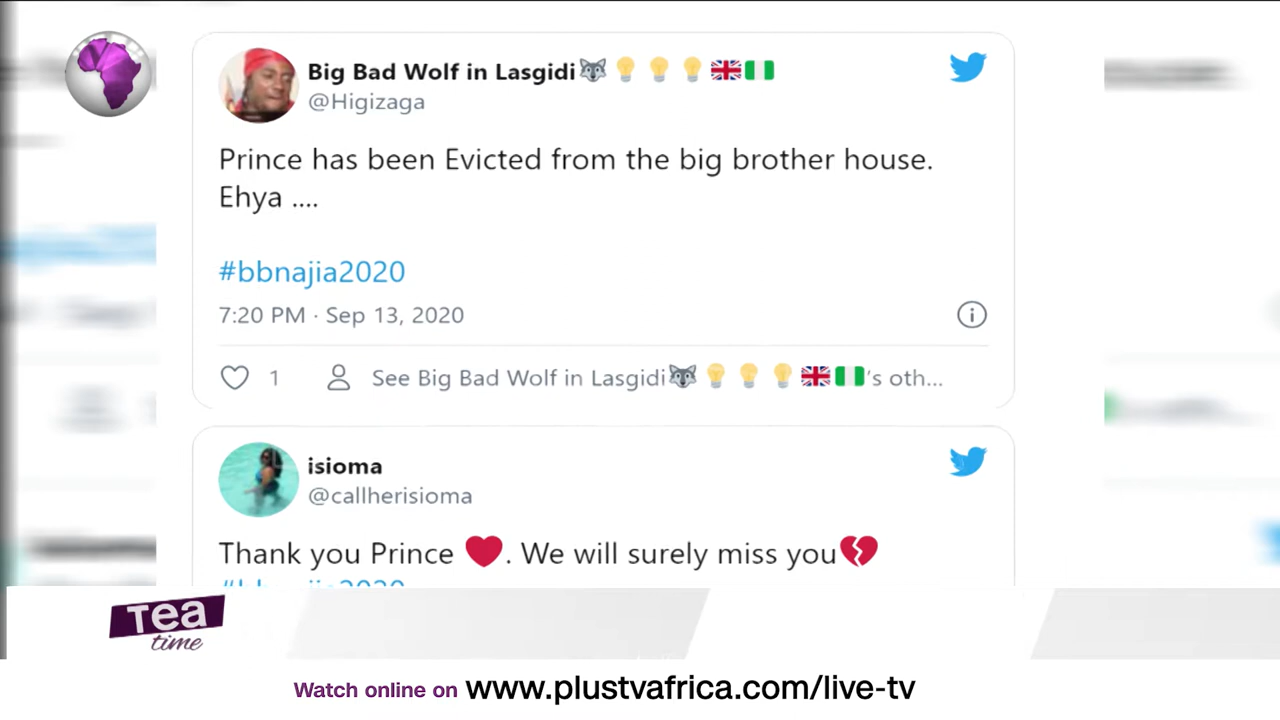 Big Bad Wolf in Lasgidi🐺💡💡💡🇬🇧🇳🇬
@Higizaga
Prince has been Evicted from the big brother house.
Ehya ....
#bbnajia2020
7:20 PM · Sep 13, 2020
1
See Big Bad Wolf in Lasgidi🐺💡💡💡🇬🇧🇳🇬's oth...
isioma
@callherisioma
Thank you Prince ❤️. We will surely miss you💔
Tea
time
Watch online on www.plustvafrica.com/live-tv